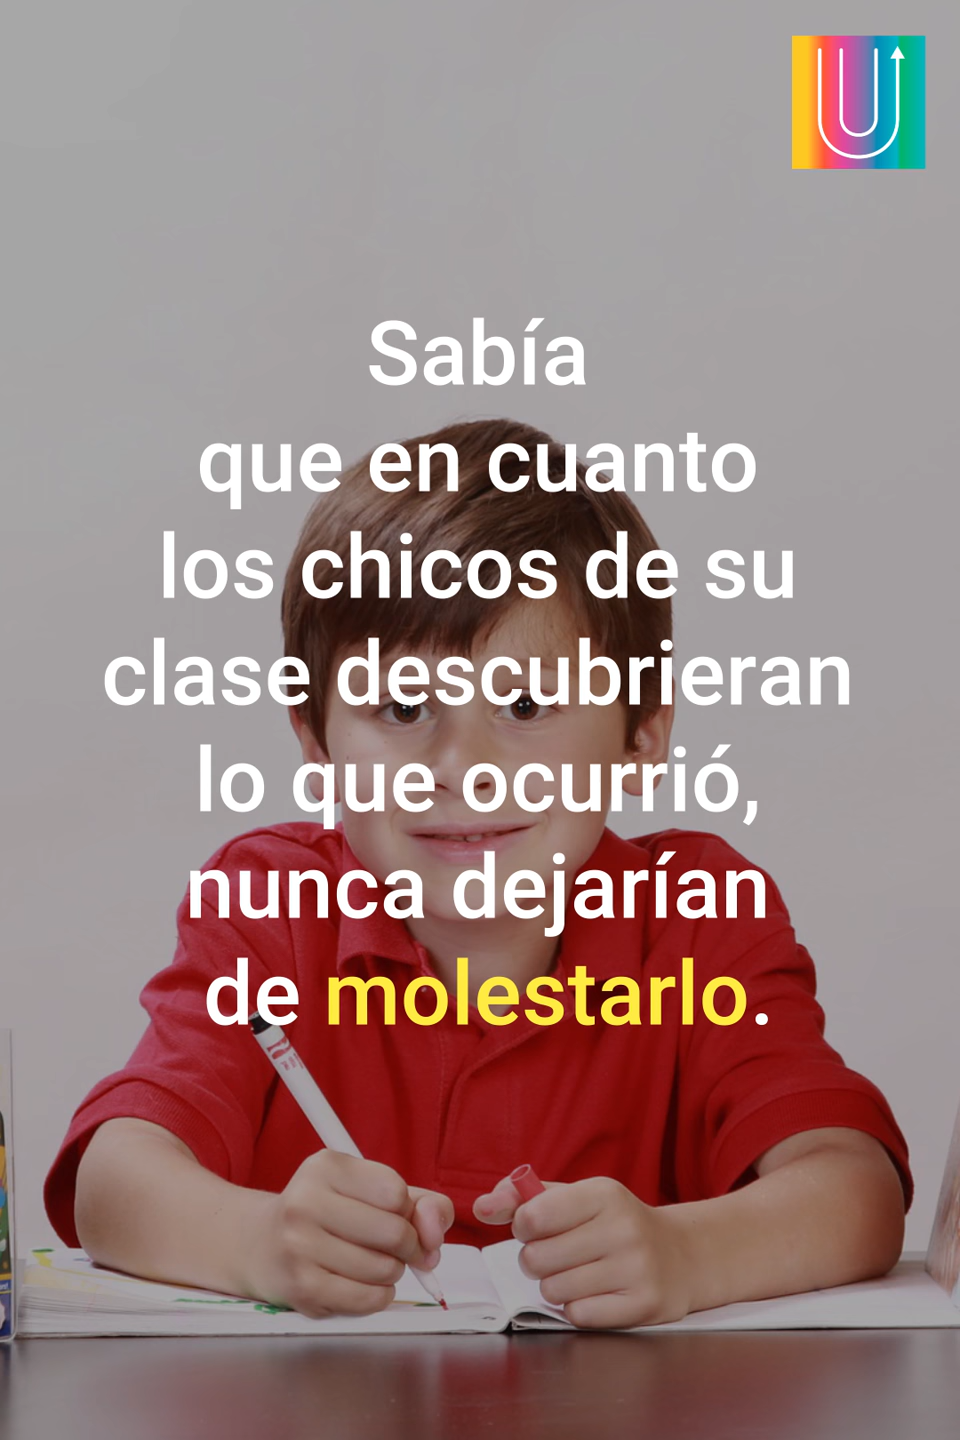 Sabía
que en cuanto
los chicos de su
clase descubrieran
lo que ocurrió,
nunca dejarían
de molestarlo.